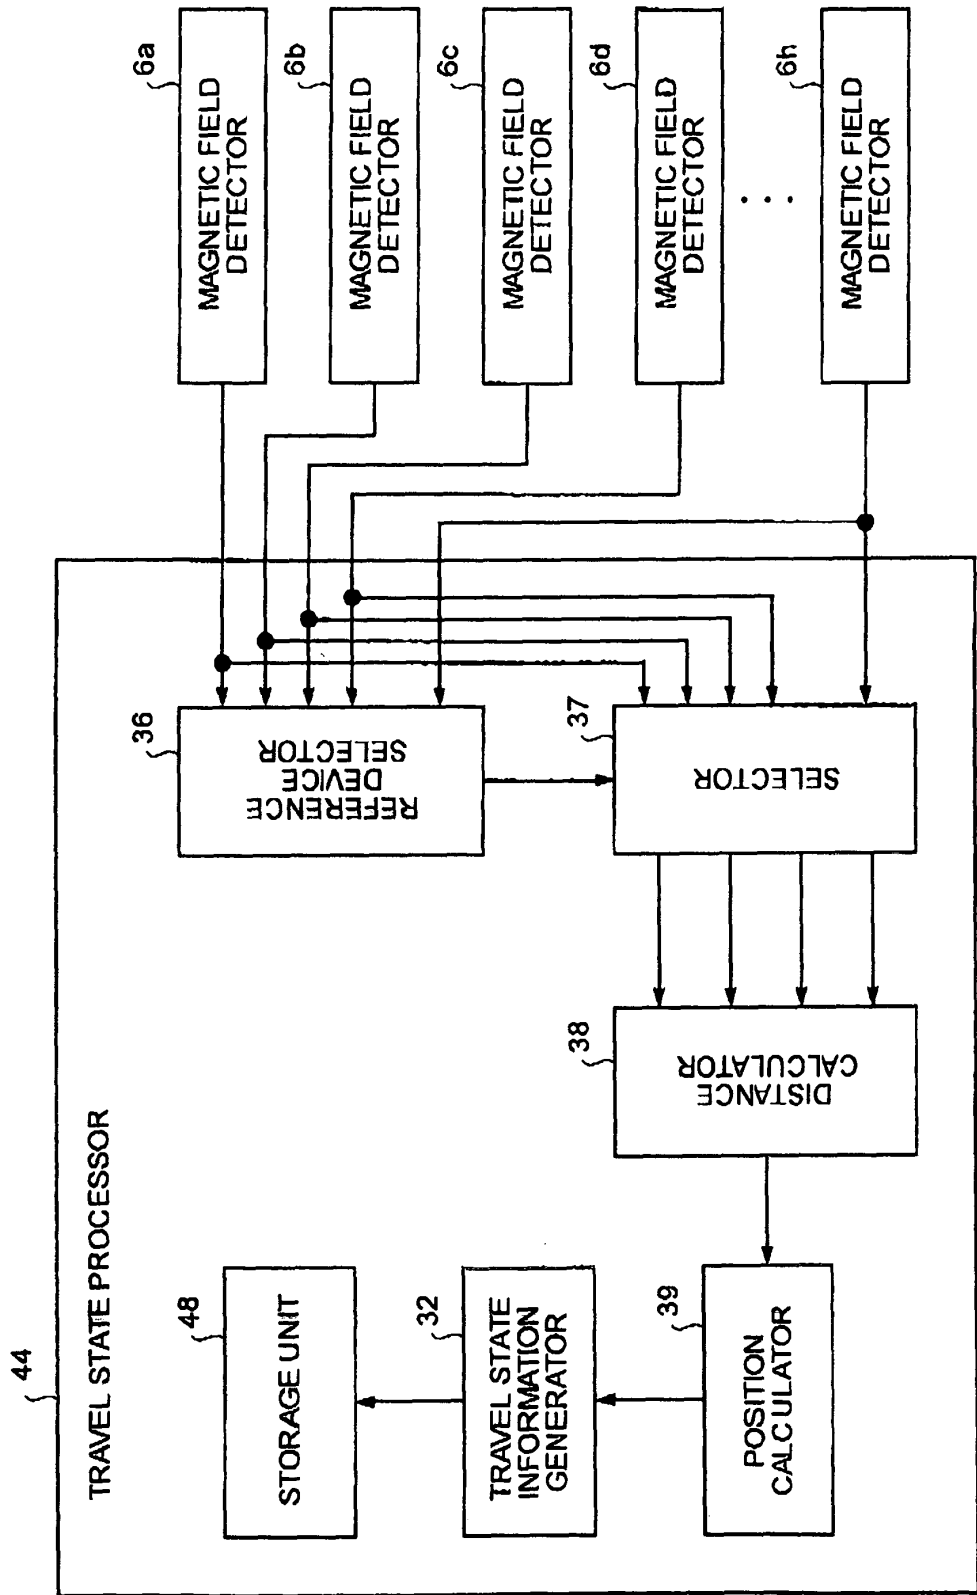 44
TRAVEL STATE PROCESSOR
48
STORAGE UNIT
32
TRAVEL STATE
INFORMATION
GENERATOR
39
POSITION
CALCULATOR
38
DISTANCE
CALCULATOR
36
REFERENCE
DEVICE
SELECTOR
37
SELECTOR
6a
MAGNETIC FIELD
DETECTOR
6b
MAGNETIC FIELD
DETECTOR
6c
MAGNETIC FIELD
DETECTOR
6d
MAGNETIC FIELD
DETECTOR
. . .
6h
MAGNETIC FIELD
DETECTOR